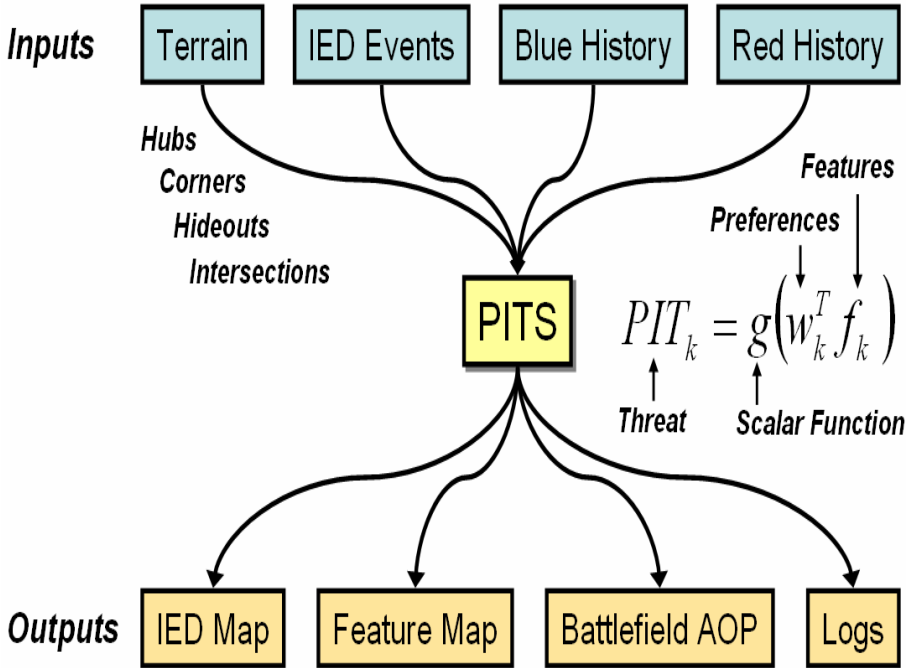 Inputs
Terrain
IED Events
Blue History
Red History
Hubs
Corners
Hideouts
Intersections
Features
Preferences
PITS
PIT_k = g(w_k^T f_k)
Threat
Scalar Function
Outputs
IED Map
Feature Map
Battlefield AOP
Logs